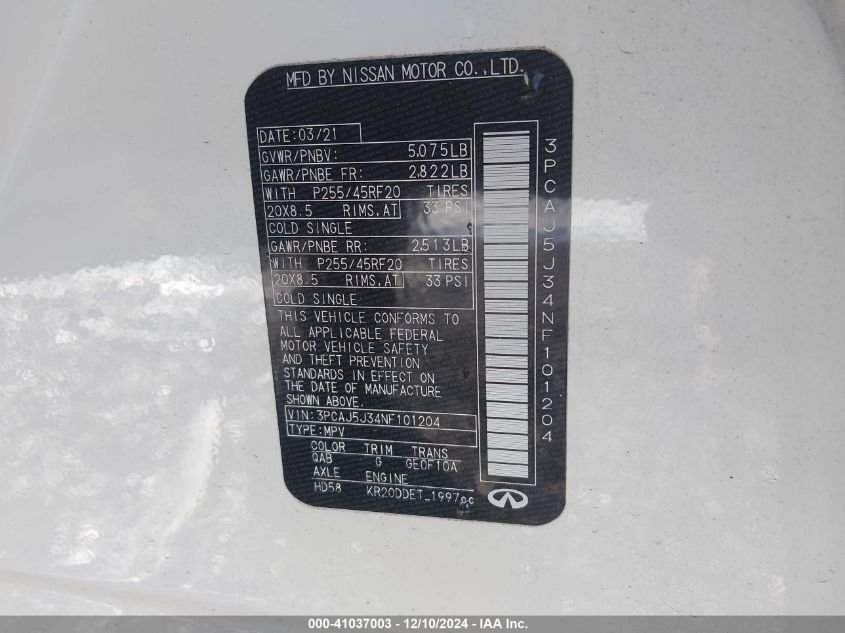 MFD BY NISSAN MOTOR CO.,LTD.
DATE: 03/21
GVWR/PNBV: 5,075LB
GAWR/PNBE FR: 2,822LB
WITH P255/45RF20 TIRES
20X8.5 RIMS,AT 33 PSI
COLD SINGLE
GAWR/PNBE RR: 2,513LB
WITH P255/45RF20 TIRES
20X8.5 RIMS,AT 33 PSI
COLD SINGLE
THIS VEHICLE CONFORMS TO
ALL APPLICABLE FEDERAL
MOTOR VEHICLE SAFETY
AND THEFT PREVENTION
STANDARDS IN EFFECT ON
THE DATE OF MANUFACTURE
SHOWN ABOVE.
VIN: 3PCAJ5J34NF101204
TYPE: MPV
COLOR TRIM TRANS
QAB G GE0F10A
AXLE ENGINE
HD58 KR20DDET_1997cc
3PCAJ5J34NF101204
000-41037003 - 12/10/2024 - IAA Inc.